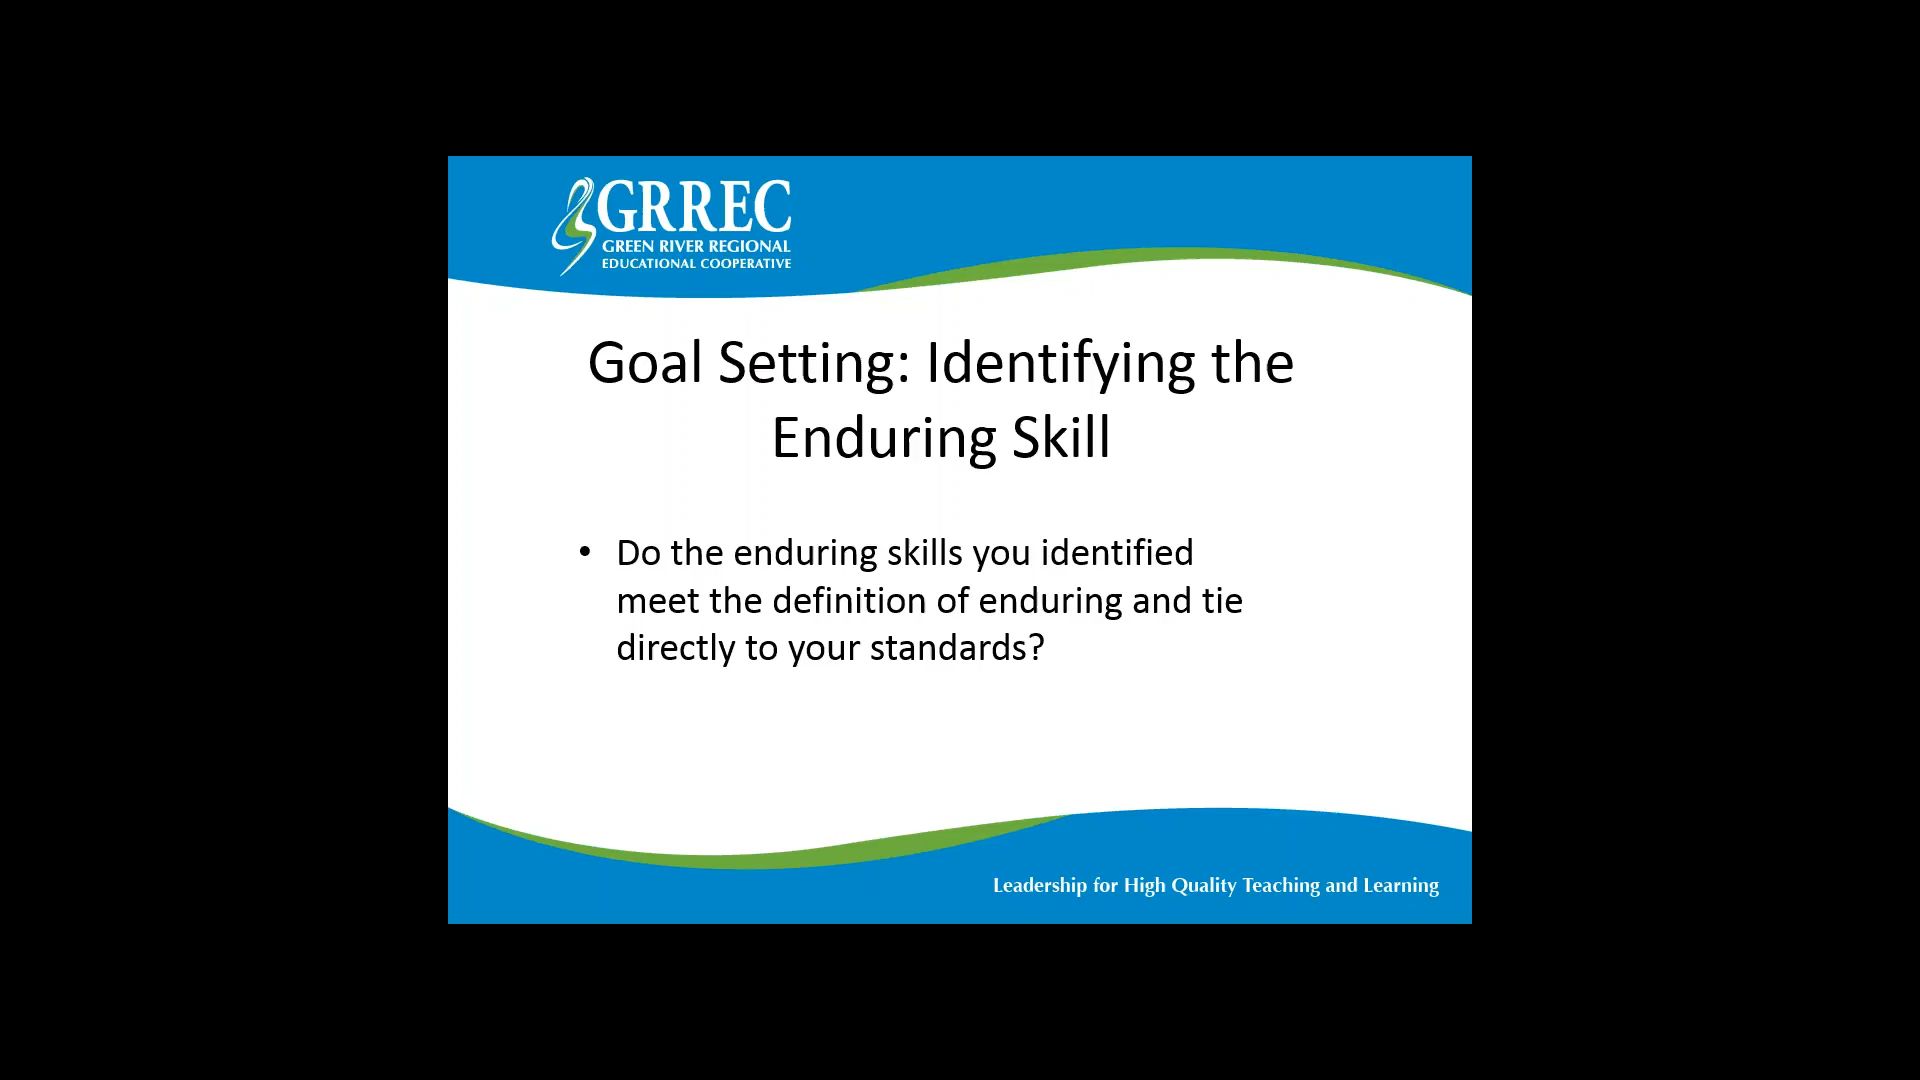 GRREC
GREEN RIVER REGIONAL
EDUCATIONAL COOPERATIVE
Goal Setting: Identifying the
Enduring Skill
• Do the enduring skills you identified
meet the definition of enduring and tie
directly to your standards?
Leadership for High Quality Teaching and Learning